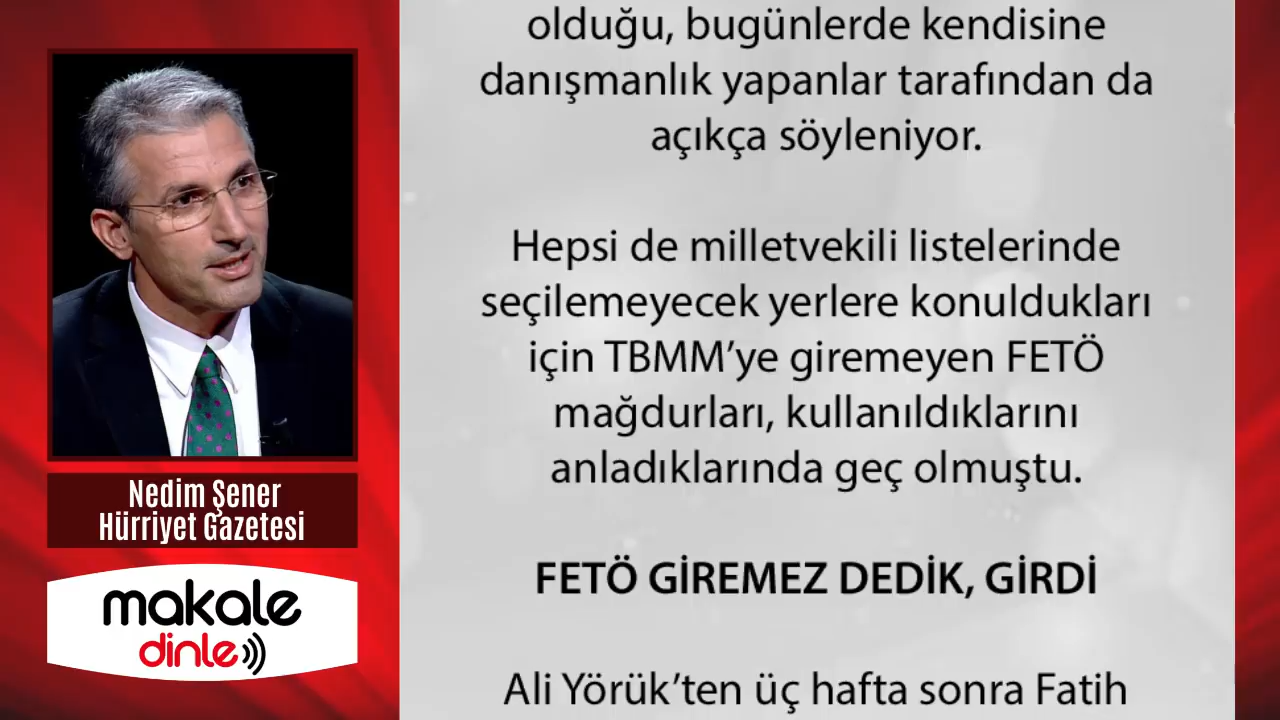 olduğu, bugünlerde kendisine
danışmanlık yapanlar tarafından da
açıkça söyleniyor.
Hepsi de milletvekili listelerinde
seçilemeyecek yerlere konuldukları
için TBMM’ye giremeyen FETÖ
mağdurları, kullanıldıklarını
anladıklarında geç olmuştu.
FETÖ GİREMEZ DEDİK, GİRDİ
Ali Yörük’ten üç hafta sonra Fatih
Nedim Şener
Hürriyet Gazetesi
makale
dinle